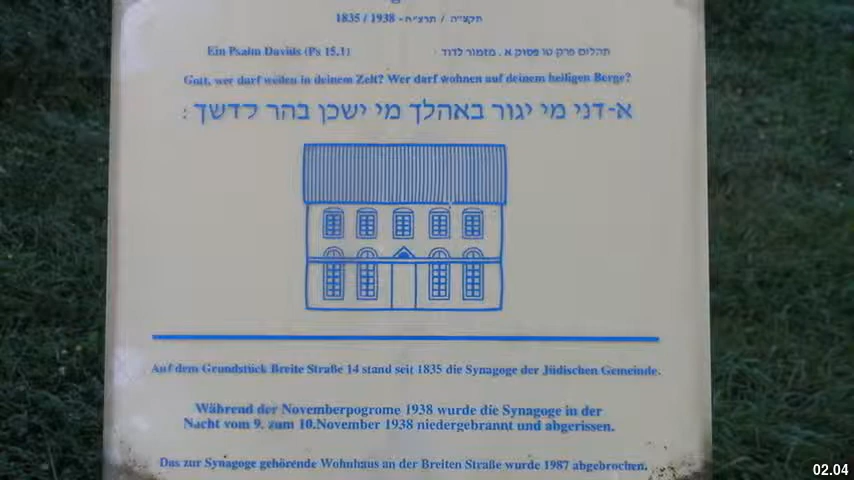 1835 / 1938 - תקצ"ה / תרצ"ח
Ein Psalm Davids (Ps 15,1) תהלים פרק טו פסוק א . מזמור לדוד
Gott, wer darf weilen in deinem Zelt? Wer darf wohnen auf deinem heiligen Berge?
א-דני מי יגור באהלך מי ישכן בהר קדשך :
Auf dem Grundstück Breite Straße 14 stand seit 1835 die Synagoge der Jüdischen Gemeinde.
Während der Novemberpogrome 1938 wurde die Synagoge in der
Nacht vom 9. zum 10.November 1938 niedergebrannt und abgerissen.
Das zur Synagoge gehörende Wohnhaus an der Breiten Straße wurde 1987 abgebrochen.
02.04